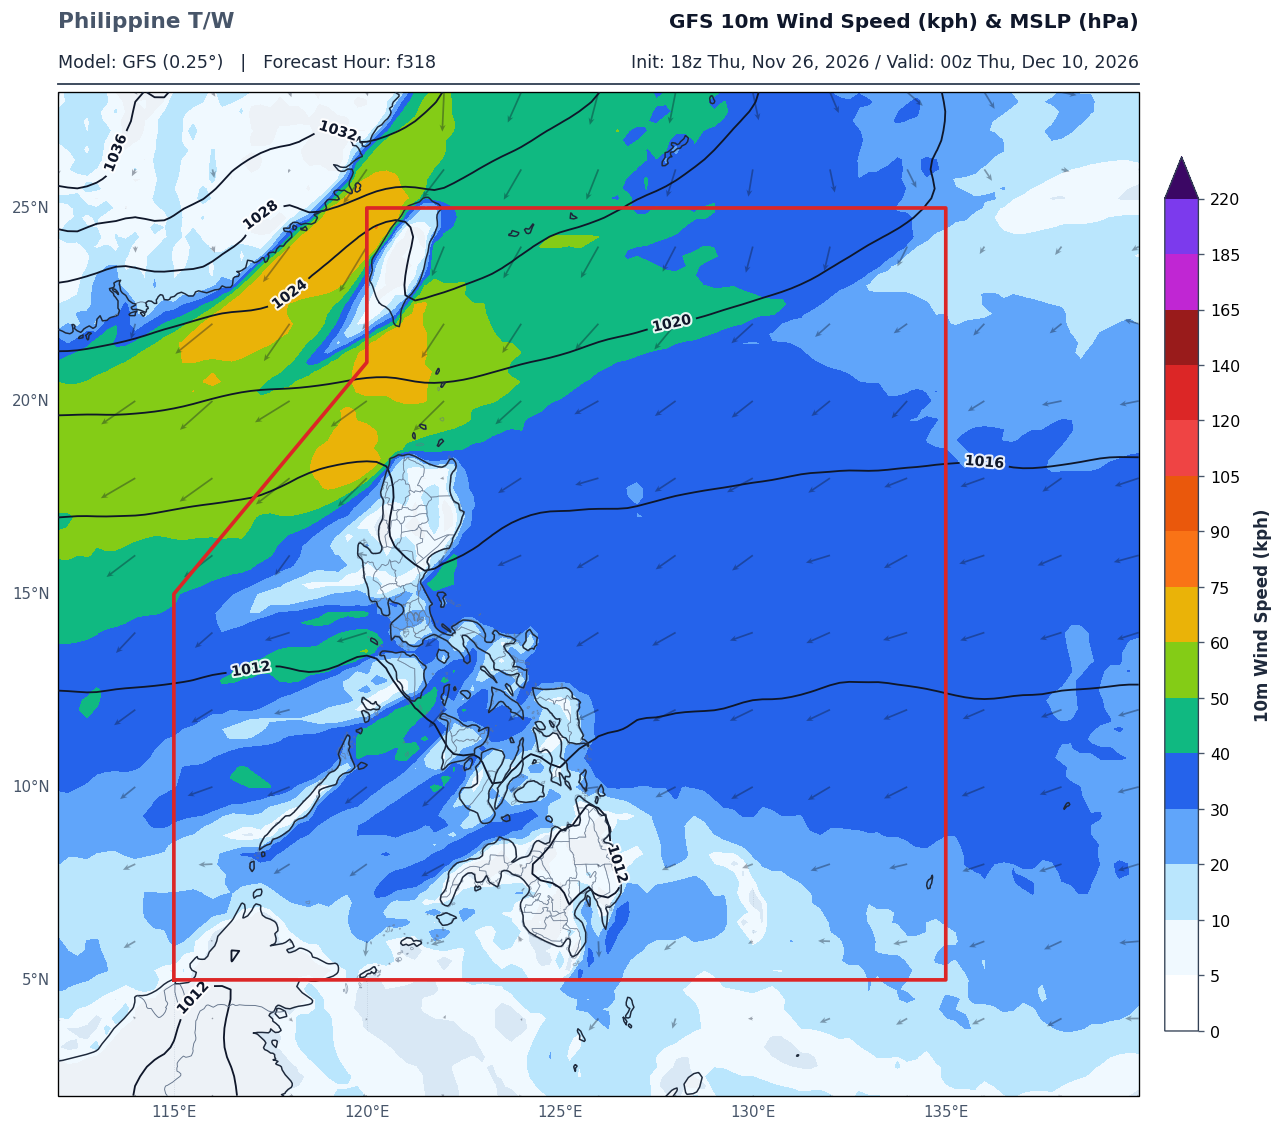 Philippine T/W
GFS 10m Wind Speed (kph) & MSLP (hPa)
Model: GFS (0.25°)   |   Forecast Hour: f318
Init: 18z Thu, Nov 26, 2026 / Valid: 00z Thu, Dec 10, 2026
1036
1032
1028
1024
1020
1016
1012
1012
1012
25°N
20°N
15°N
10°N
5°N
115°E
120°E
125°E
130°E
135°E
220
185
165
140
120
105
90
75
60
50
40
30
20
10
5
0
10m Wind Speed (kph)